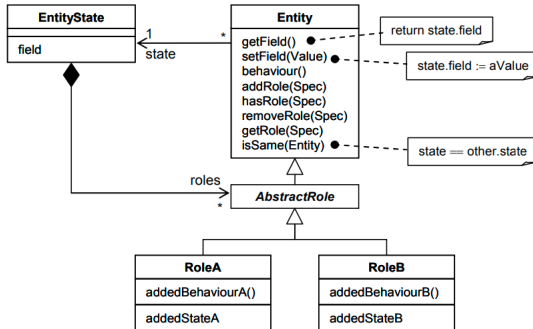 EntityState
field
1
state
*
Entity
getField()
setField(Value)
behaviour()
addRole(Spec)
hasRole(Spec)
removeRole(Spec)
getRole(Spec)
isSame(Entity)
return state.field
state.field := aValue
state == other.state
roles
*
AbstractRole
RoleA
addedBehaviourA()
addedStateA
RoleB
addedBehaviourB()
addedStateB